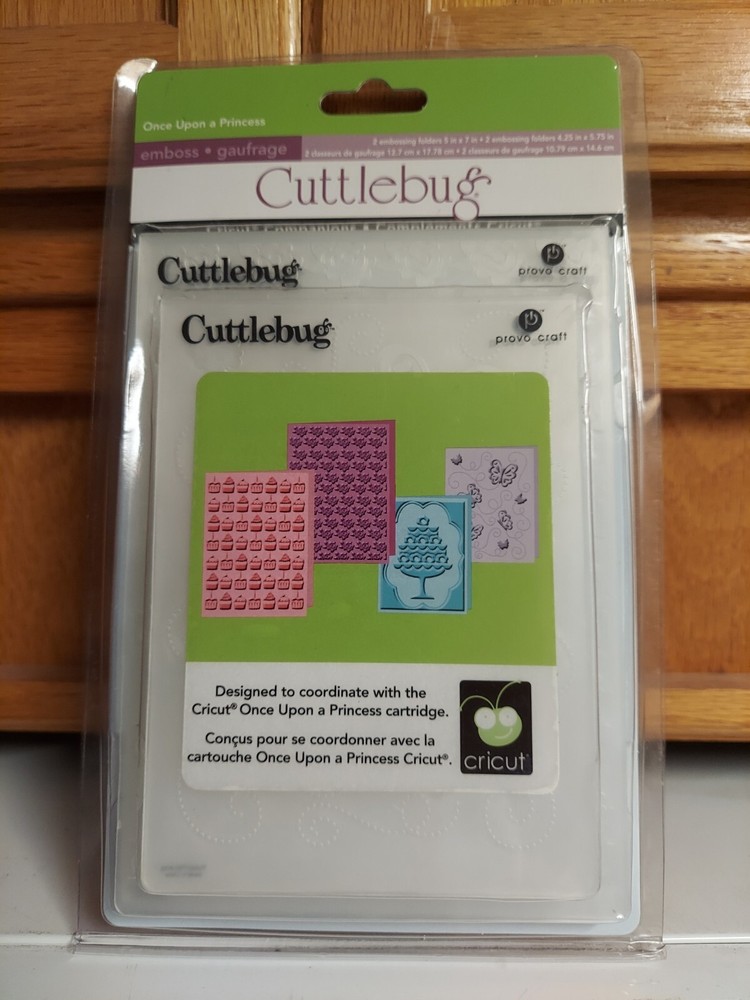 Once Upon a Princess
2 embossing folders 5 in x 7 in • 2 embossing folders 4.25 in x 5.75 in
emboss • gaufrage
2 classeurs de gaufrage 12.7 cm x 17.78 cm • 2 classeurs de gaufrage 10.79 cm x 14.6 cm
Cuttlebug
Cuttlebug
provo craft
Cuttlebug
provo craft
Designed to coordinate with the
Cricut® Once Upon a Princess cartridge.
Conçus pour se coordonner avec la
cartouche Once Upon a Princess Cricut®.
cricut